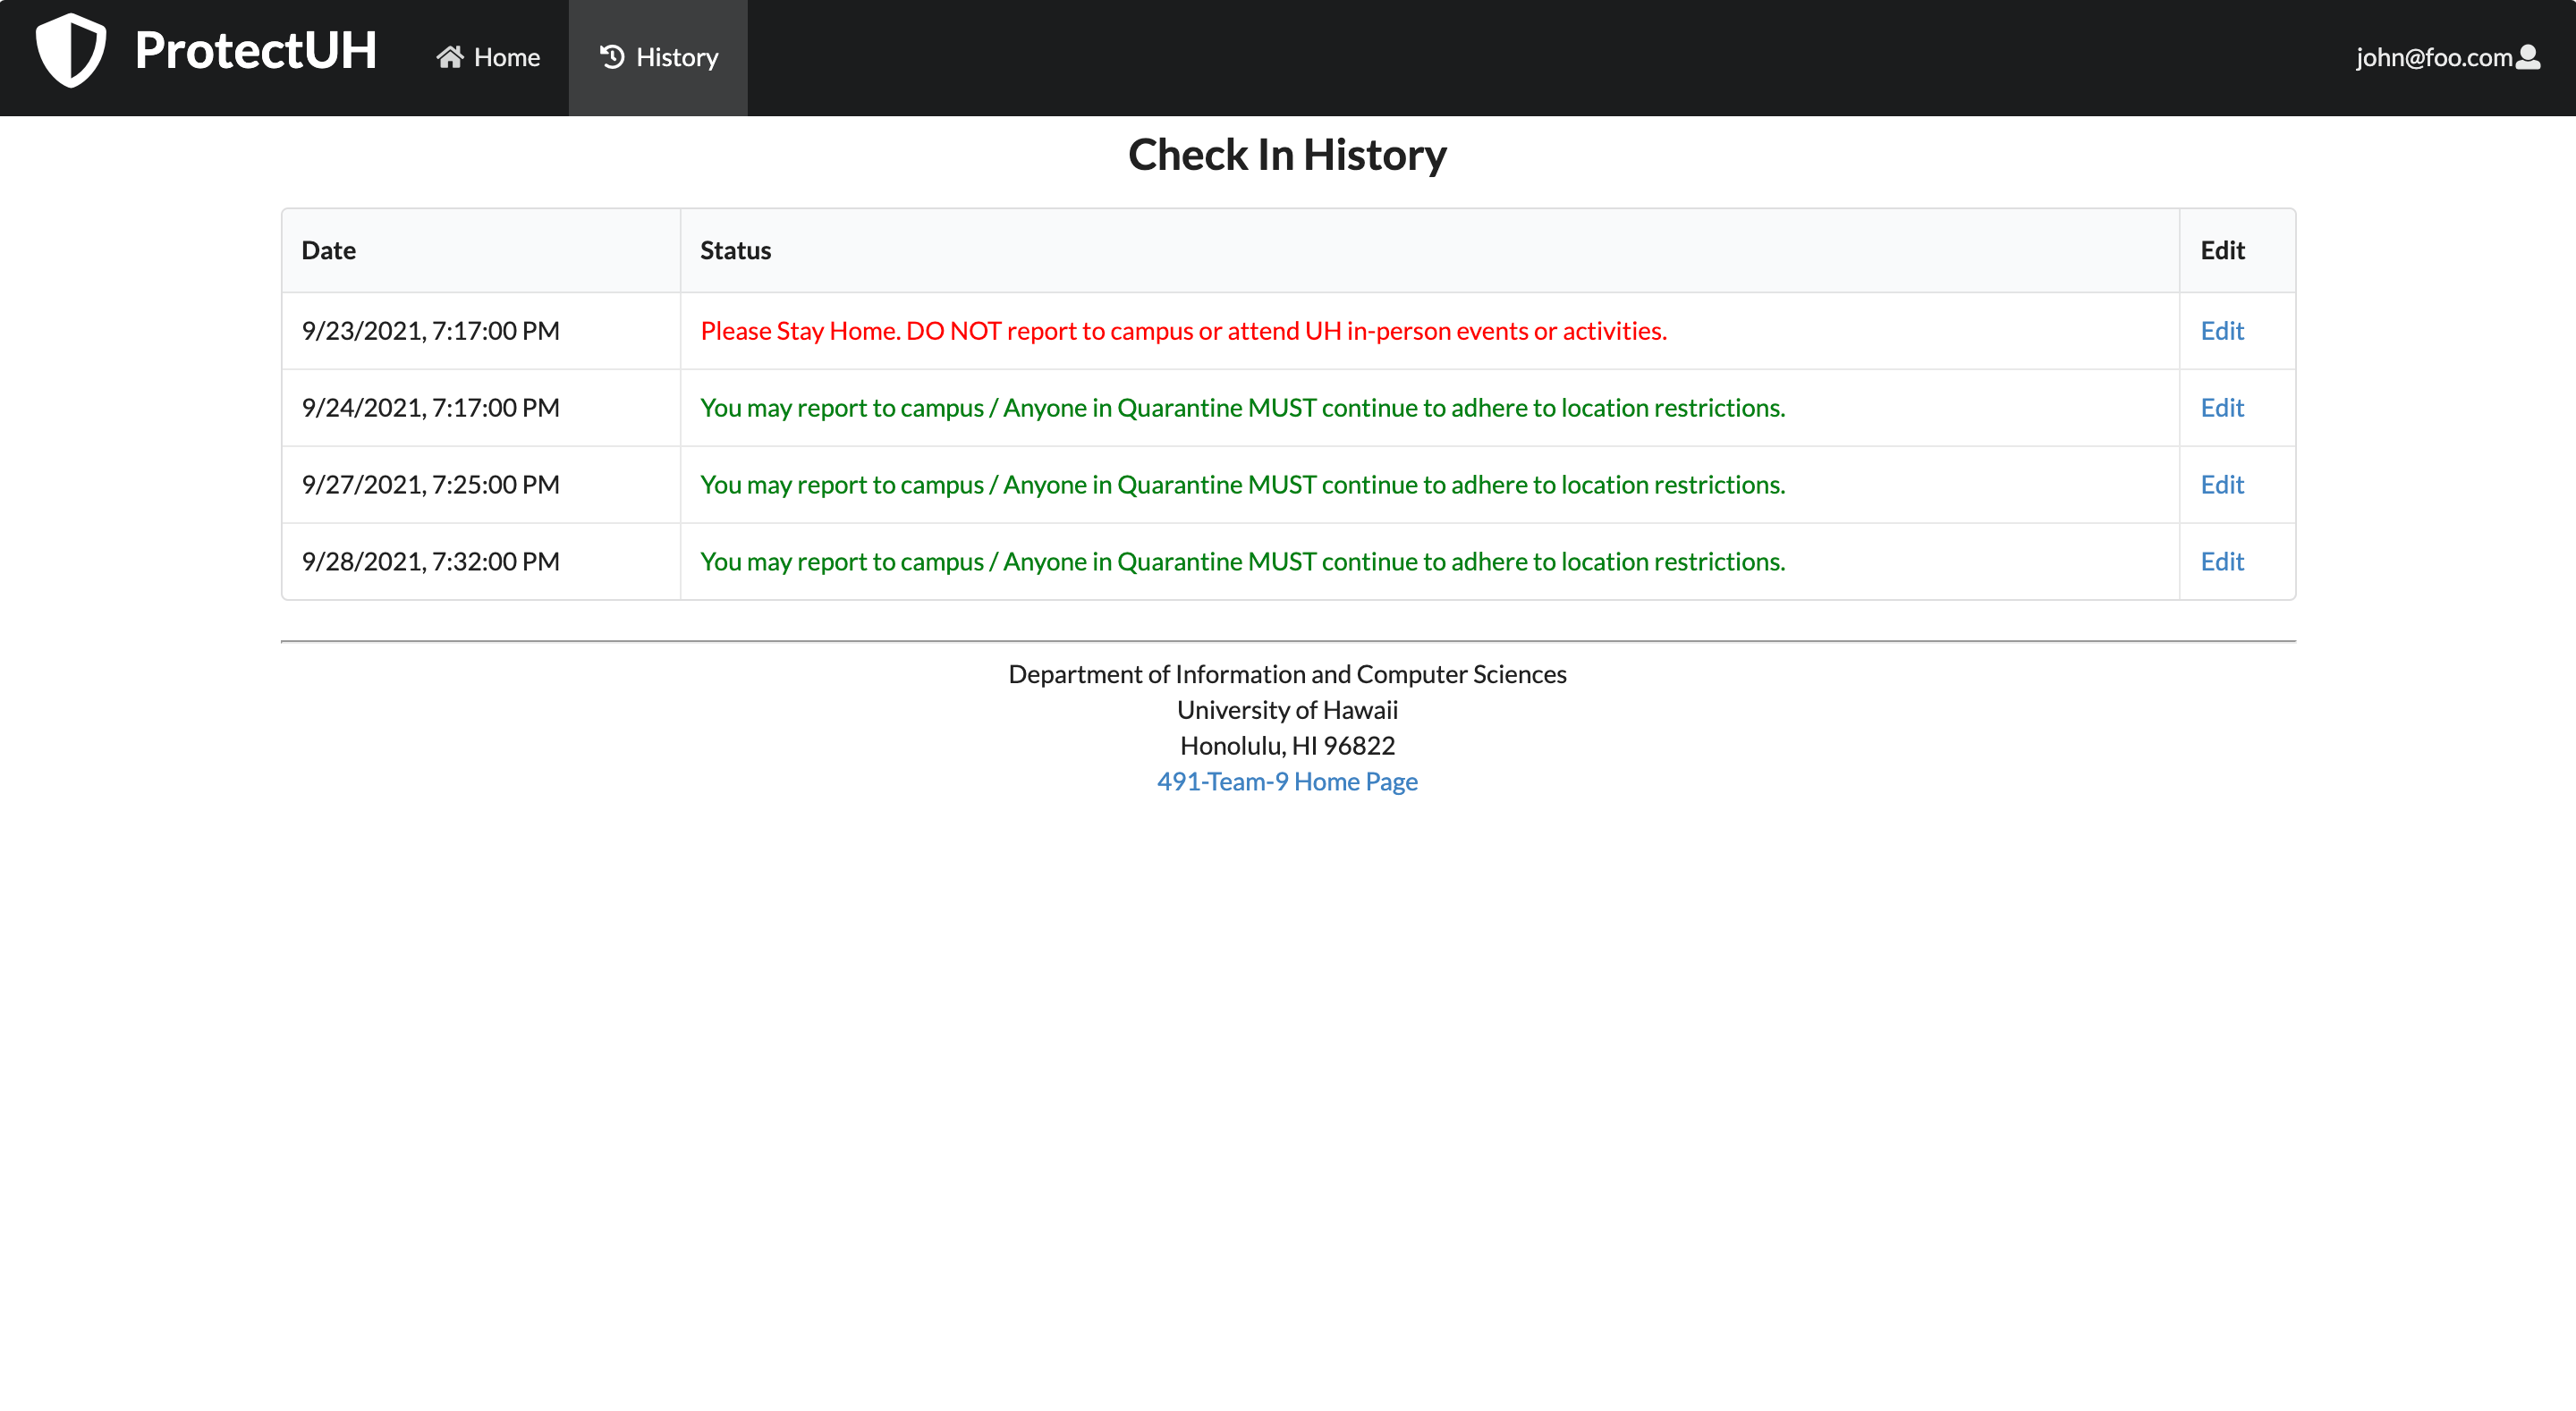 ProtectUH Home History john@foo.com
Check In History
Date Status Edit
9/23/2021, 7:17:00 PM Please Stay Home. DO NOT report to campus or attend UH in-person events or activities. Edit
9/24/2021, 7:17:00 PM You may report to campus / Anyone in Quarantine MUST continue to adhere to location restrictions. Edit
9/27/2021, 7:25:00 PM You may report to campus / Anyone in Quarantine MUST continue to adhere to location restrictions. Edit
9/28/2021, 7:32:00 PM You may report to campus / Anyone in Quarantine MUST continue to adhere to location restrictions. Edit
Department of Information and Computer Sciences
University of Hawaii
Honolulu, HI 96822
491-Team-9 Home Page